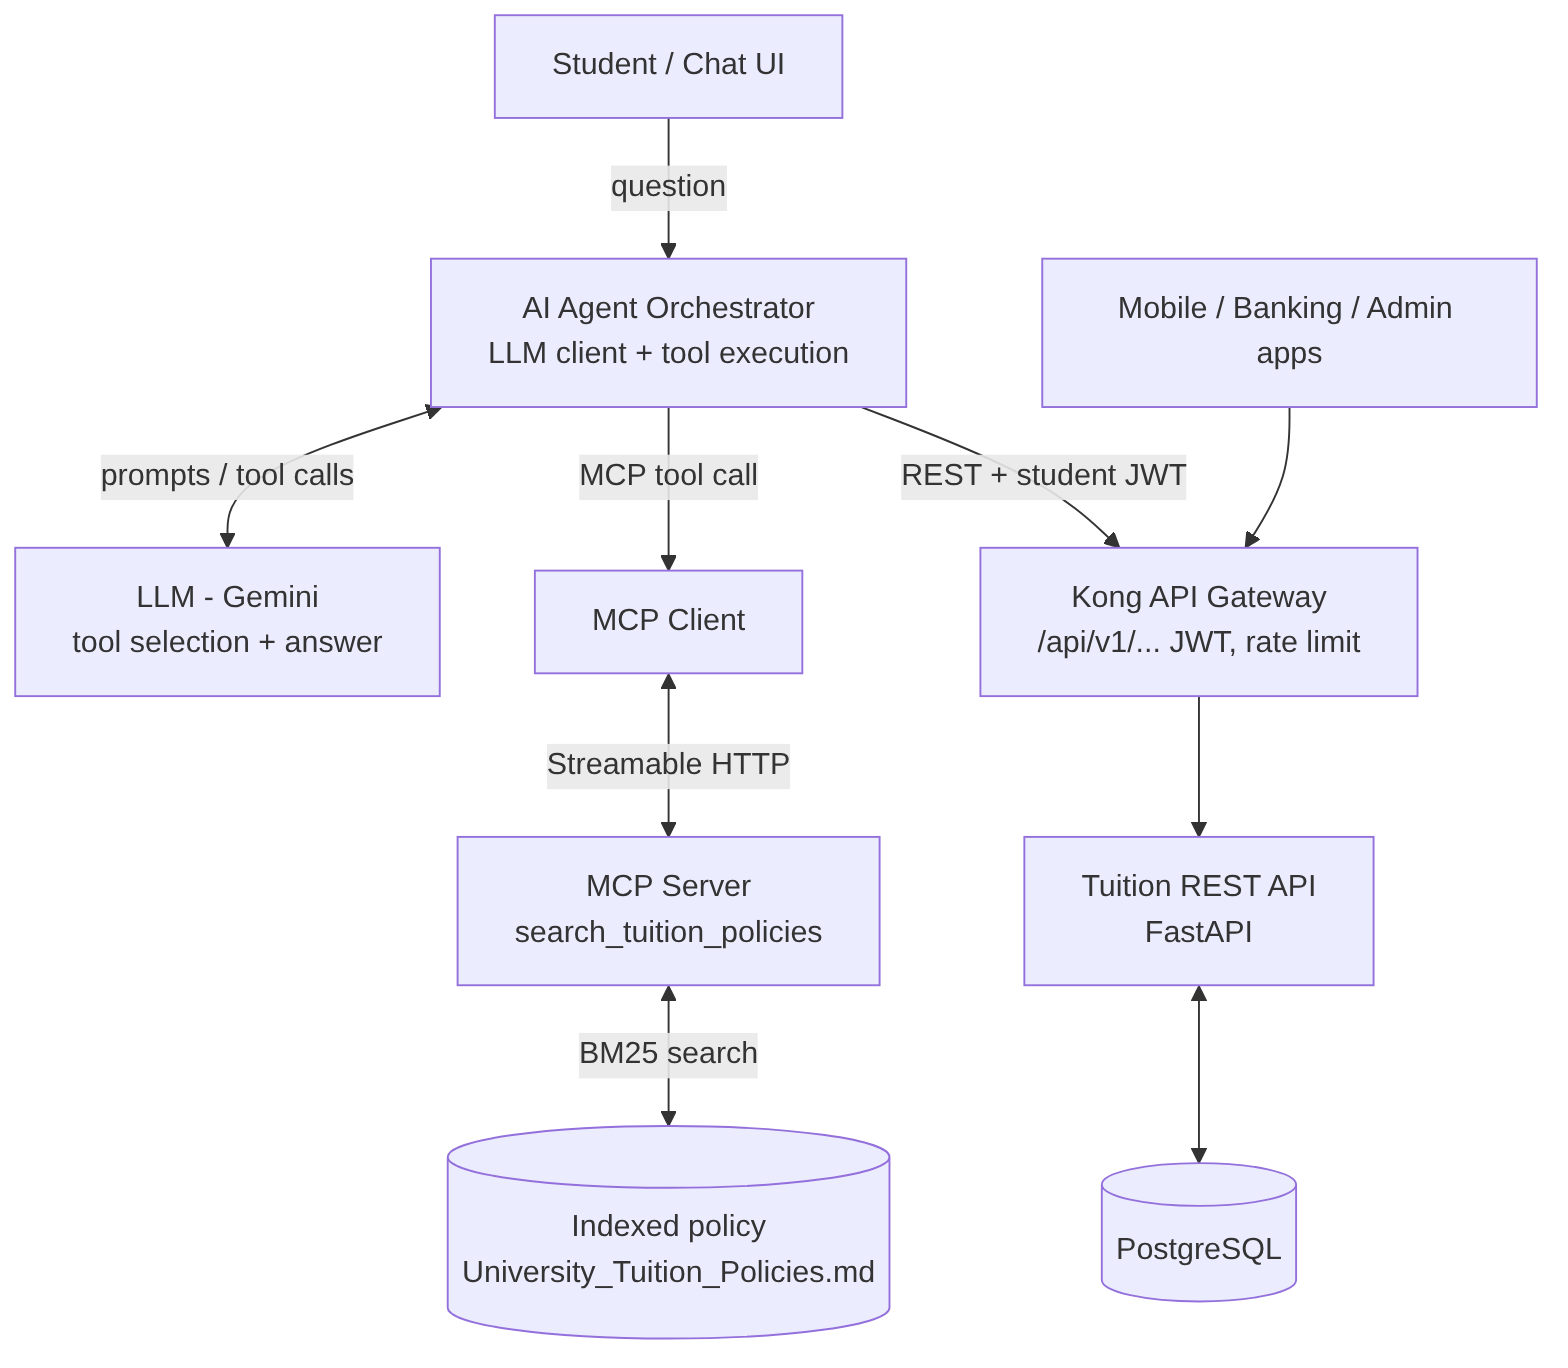 Student / Chat UI
question
AI Agent Orchestrator
LLM client + tool execution
Mobile / Banking / Admin
apps
prompts / tool calls
MCP tool call
REST + student JWT
LLM - Gemini
tool selection + answer
MCP Client
Kong API Gateway
/api/v1/... JWT, rate limit
Streamable HTTP
MCP Server
search_tuition_policies
Tuition REST API
FastAPI
BM25 search
Indexed policy
University_Tuition_Policies.md
PostgreSQL